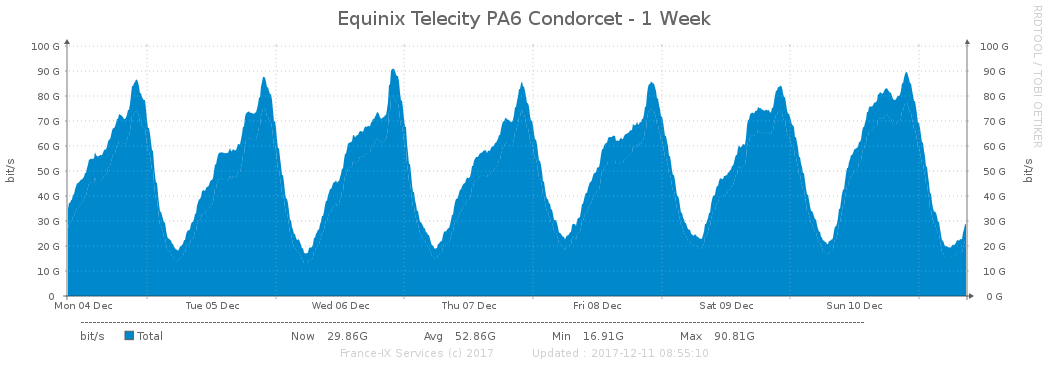 Equinix Telecity PA6 Condorcet - 1 Week
RRDTOOL / TOBI OETIKER
bit/s
100 G
90 G
80 G
70 G
60 G
50 G
40 G
30 G
20 G
10 G
0
100 G
90 G
80 G
70 G
60 G
50 G
40 G
30 G
20 G
10 G
0 G
bit/s
Mon 04 Dec Tue 05 Dec Wed 06 Dec Thu 07 Dec Fri 08 Dec Sat 09 Dec Sun 10 Dec
bit/s Total Now 29.86G Avg 52.86G Min 16.91G Max 90.81G
France-IX Services (c) 2017 Updated : 2017-12-11 08:55:10